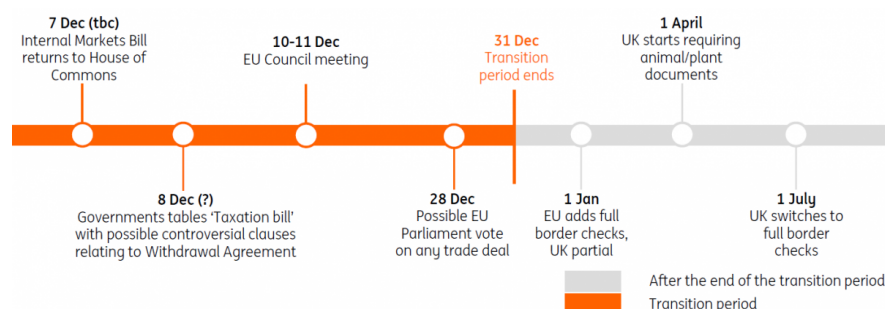 7 Dec (tbc)
Internal Markets Bill
returns to House of
Commons
10-11 Dec
EU Council meeting
31 Dec
Transition
period ends
1 April
UK starts requiring
animal/plant
documents
8 Dec (?)
Governments tables ‘Taxation bill’
with possible controversial clauses
relating to Withdrawal Agreement
28 Dec
Possible EU
Parliament vote
on any trade deal
1 Jan
EU adds full
border checks,
UK partial
1 July
UK switches to
full border
checks
After the end of the transition period
Transition period